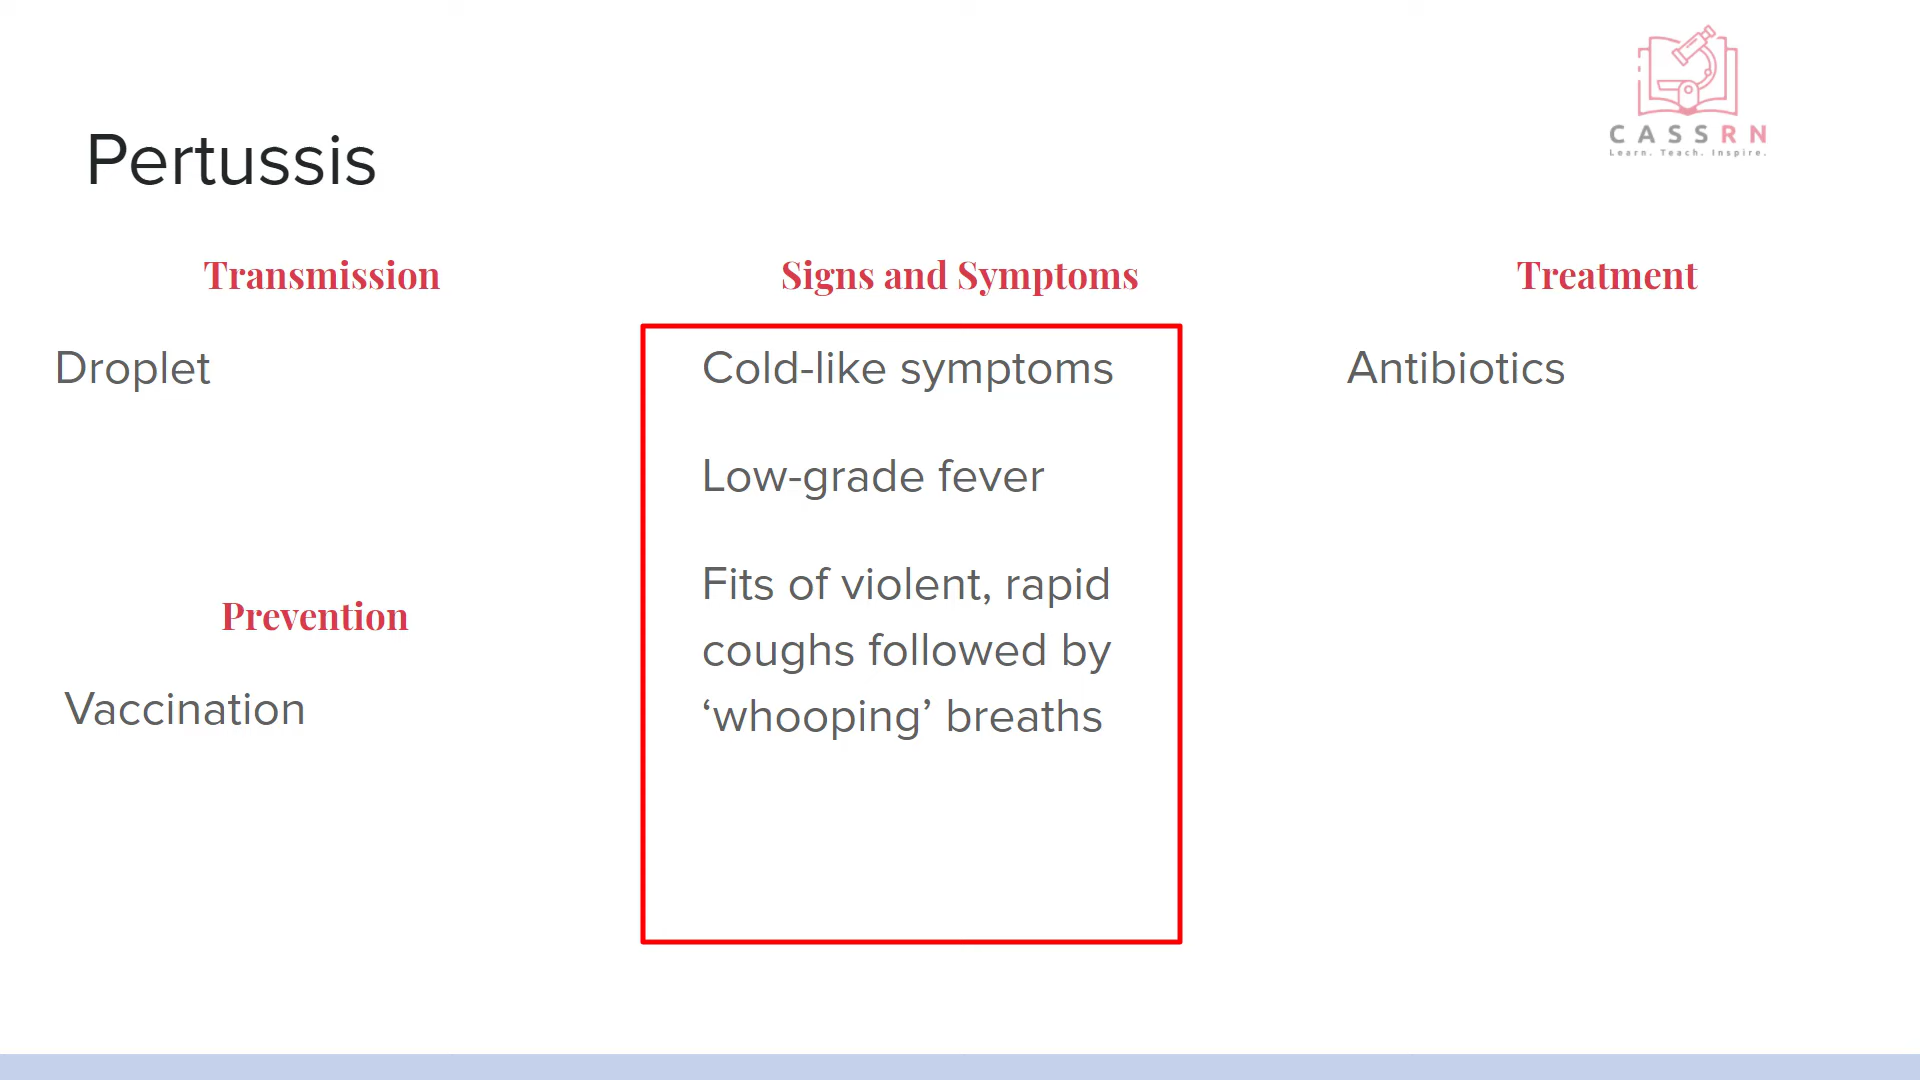 CASSRN
Learn. Teach. Inspire.
Pertussis
Transmission
Droplet
Prevention
Vaccination
Signs and Symptoms
Cold-like symptoms
Low-grade fever
Fits of violent, rapid
coughs followed by
‘whooping’ breaths
Treatment
Antibiotics